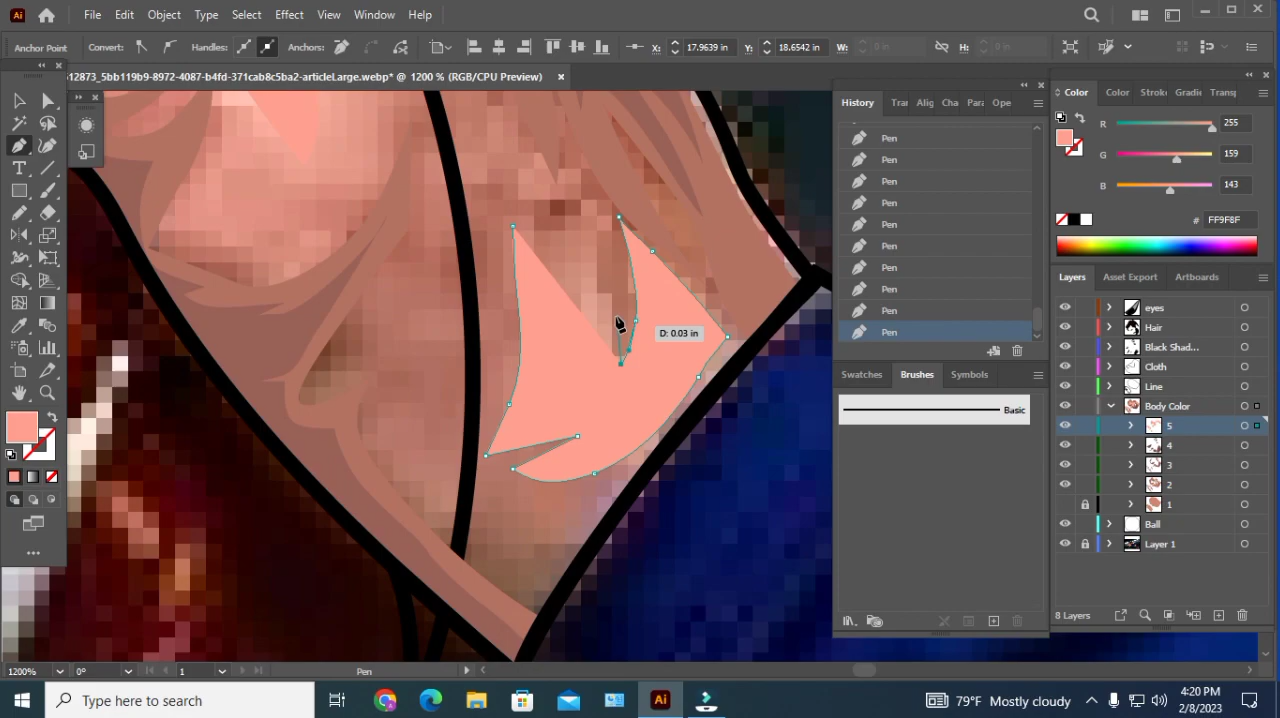 Ai File Edit Object Type Select Effect View Window Help
Anchor Point Convert: Handles: Anchors: X: 17.9639 in Y: 18.6542 in W: 0 in H: 0 in
12873_5bb119b9-8972-4087-b4fd-371cab8c5ba2-articleLarge.webp* @ 1200 % (RGB/CPU Preview)
History Tra Alig Cha Para Ope
Pen
Pen
Pen
Pen
Pen
Pen
Pen
Pen
Pen
Pen
D: 0.03 in
Swatches Brushes Symbols
Basic
Color Color Stroke Gradi Transp
R 255
G 159
B 143
# FF9F8F
Layers Asset Export Artboards
eyes
Hair
Black Shad...
Cloth
Line
Body Color
5
4
3
2
1
Ball
Layer 1
8 Layers
1200% 0° 1 Pen
Type here to search
Ai
79°F Mostly cloudy
4:20 PM
2/8/2023